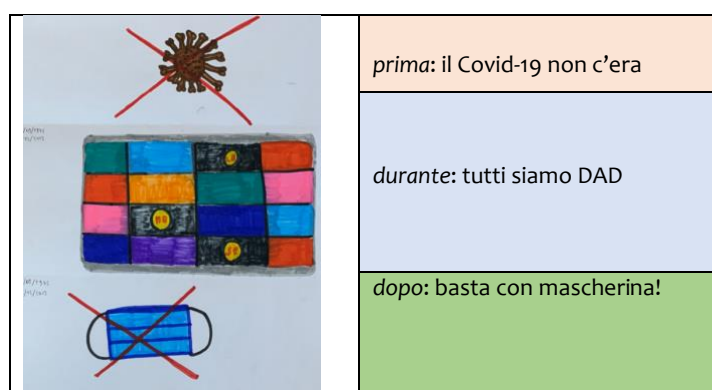 prima: il Covid-19 non c’era
durante: tutti siamo DAD
dopo: basta con mascherina!